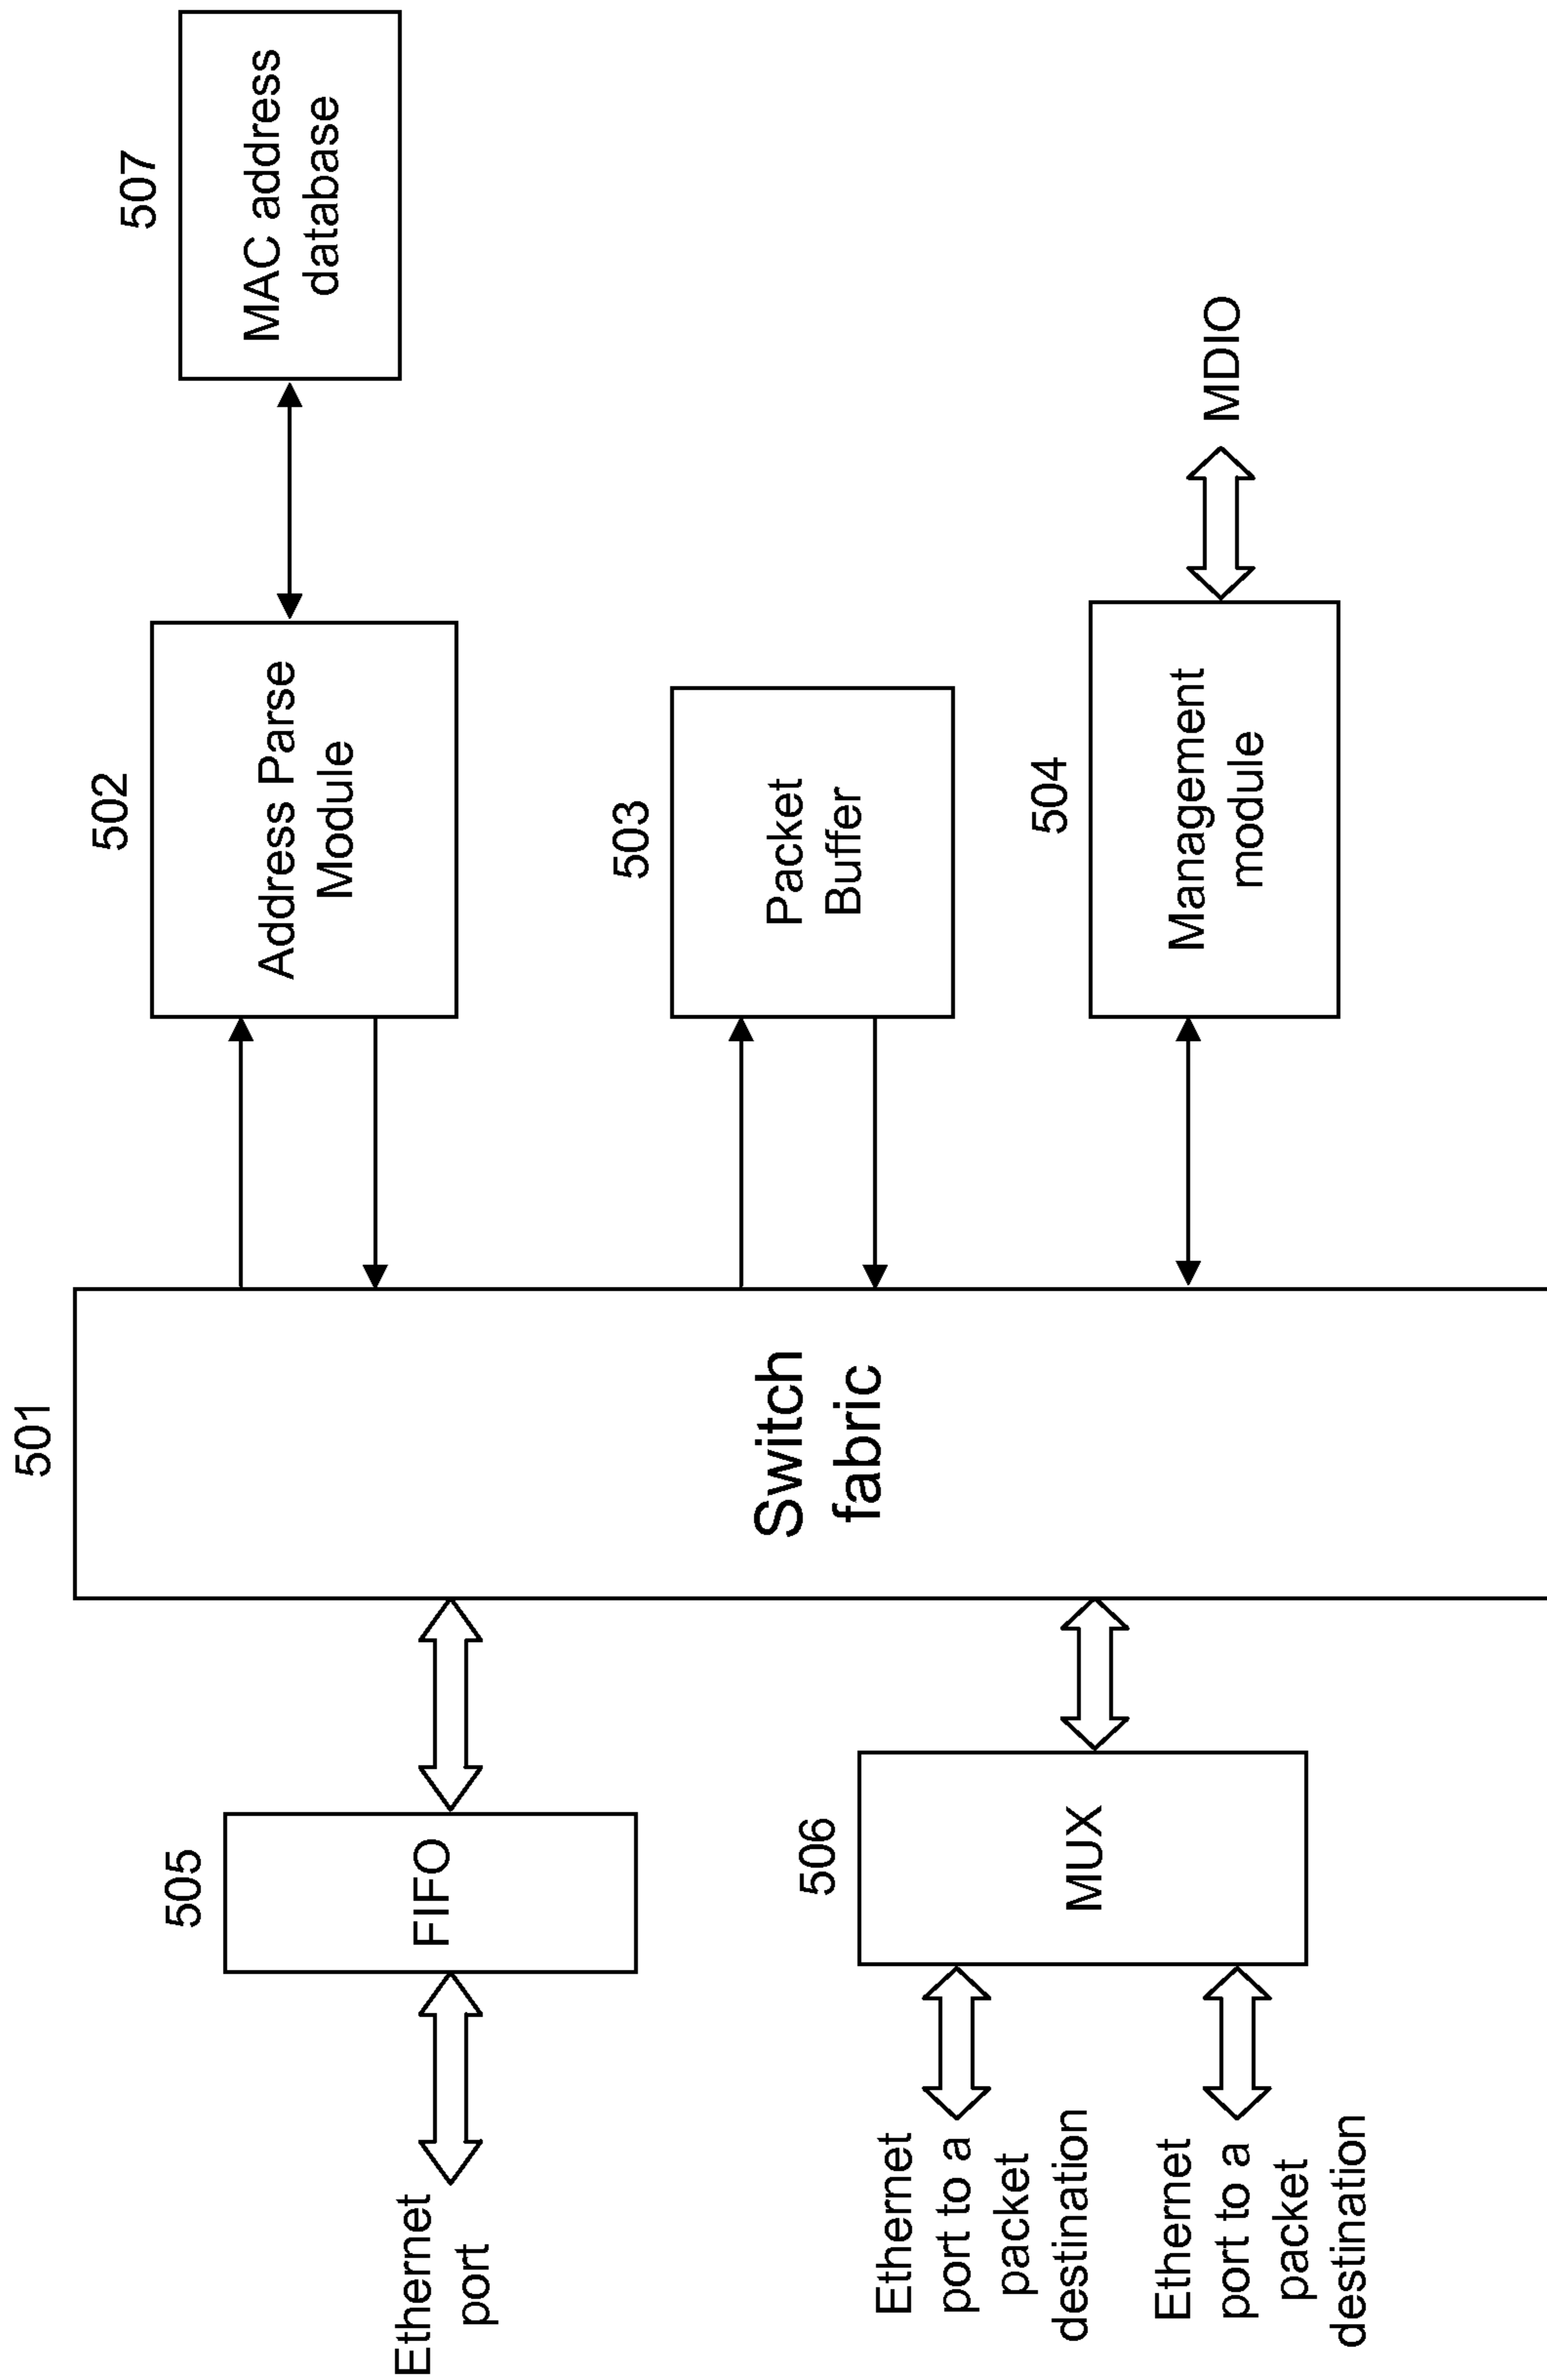 501
Switch
fabric
505
FIFO
Ethernet
port
506
MUX
Ethernet
port to a
packet
destination
Ethernet
port to a
packet
destination
502
Address Parse
Module
507
MAC address
database
503
Packet
Buffer
504
Management
module
MDIO